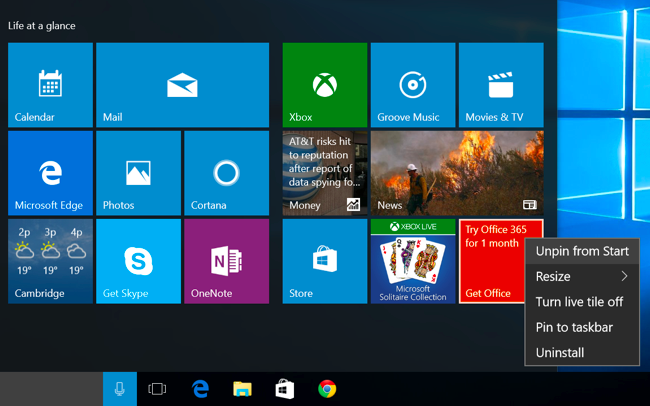 Life at a glance
Calendar
Mail
Xbox
Groove Music
Movies & TV
Microsoft Edge
Photos
Cortana
AT&T risks hit
to reputation
after report of
data spying fo...
Money
News
2p 3p 4p
19° 19° 19°
Cambridge
Get Skype
N
OneNote
Store
XBOX LIVE
Microsoft
Solitaire Collection
Try Office 365
for 1 month
Get Office
Unpin from Start
Resize
Turn live tile off
Pin to taskbar
Uninstall